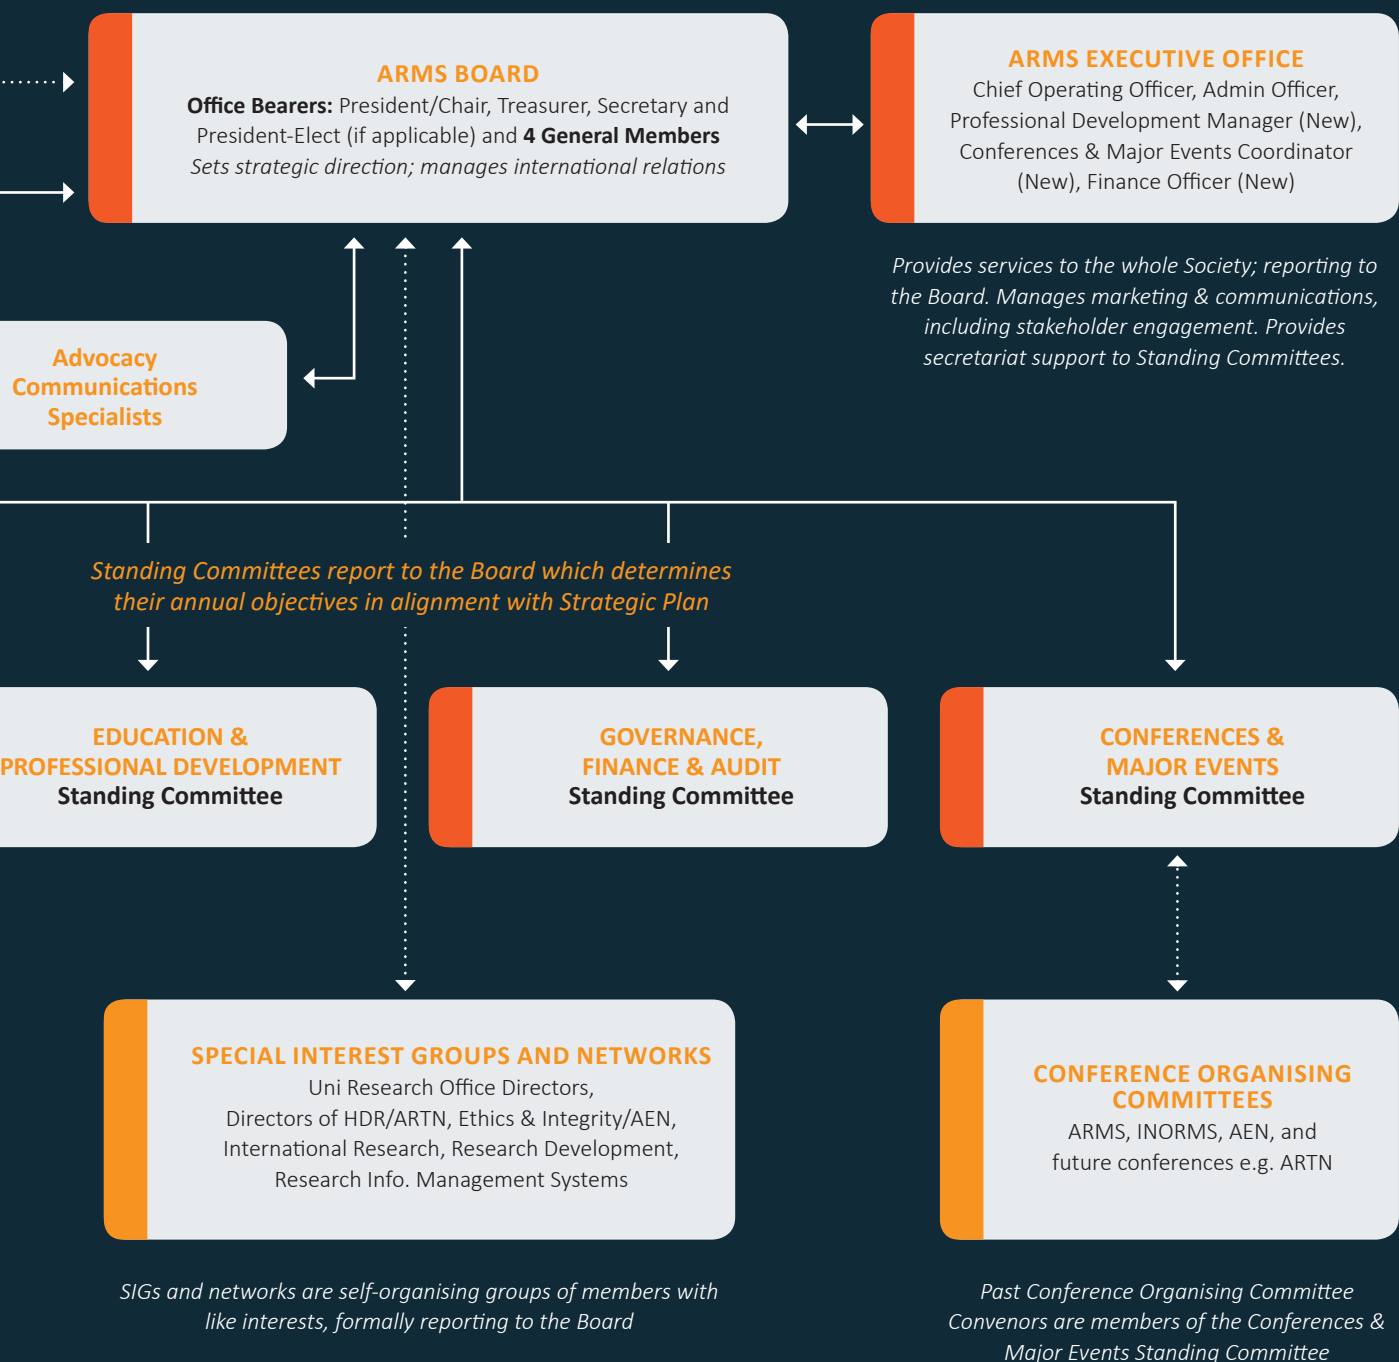 ARMS BOARD
Office Bearers: President/Chair, Treasurer, Secretary and
President-Elect (if applicable) and 4 General Members
Sets strategic direction; manages international relations
ARMS EXECUTIVE OFFICE
Chief Operating Officer, Admin Officer,
Professional Development Manager (New),
Conferences & Major Events Coordinator
(New), Finance Officer (New)
Provides services to the whole Society; reporting to
the Board. Manages marketing & communications,
including stakeholder engagement. Provides
secretariat support to Standing Committees.
Advocacy
Communications
Specialists
Standing Committees report to the Board which determines
their annual objectives in alignment with Strategic Plan
EDUCATION &
PROFESSIONAL DEVELOPMENT
Standing Committee
GOVERNANCE,
FINANCE & AUDIT
Standing Committee
CONFERENCES &
MAJOR EVENTS
Standing Committee
SPECIAL INTEREST GROUPS AND NETWORKS
Uni Research Office Directors,
Directors of HDR/ARTN, Ethics & Integrity/AEN,
International Research, Research Development,
Research Info. Management Systems
CONFERENCE ORGANISING
COMMITTEES
ARMS, INORMS, AEN, and
future conferences e.g. ARTN
SIGs and networks are self-organising groups of members with
like interests, formally reporting to the Board
Past Conference Organising Committee
Convenors are members of the Conferences &
Major Events Standing Committee